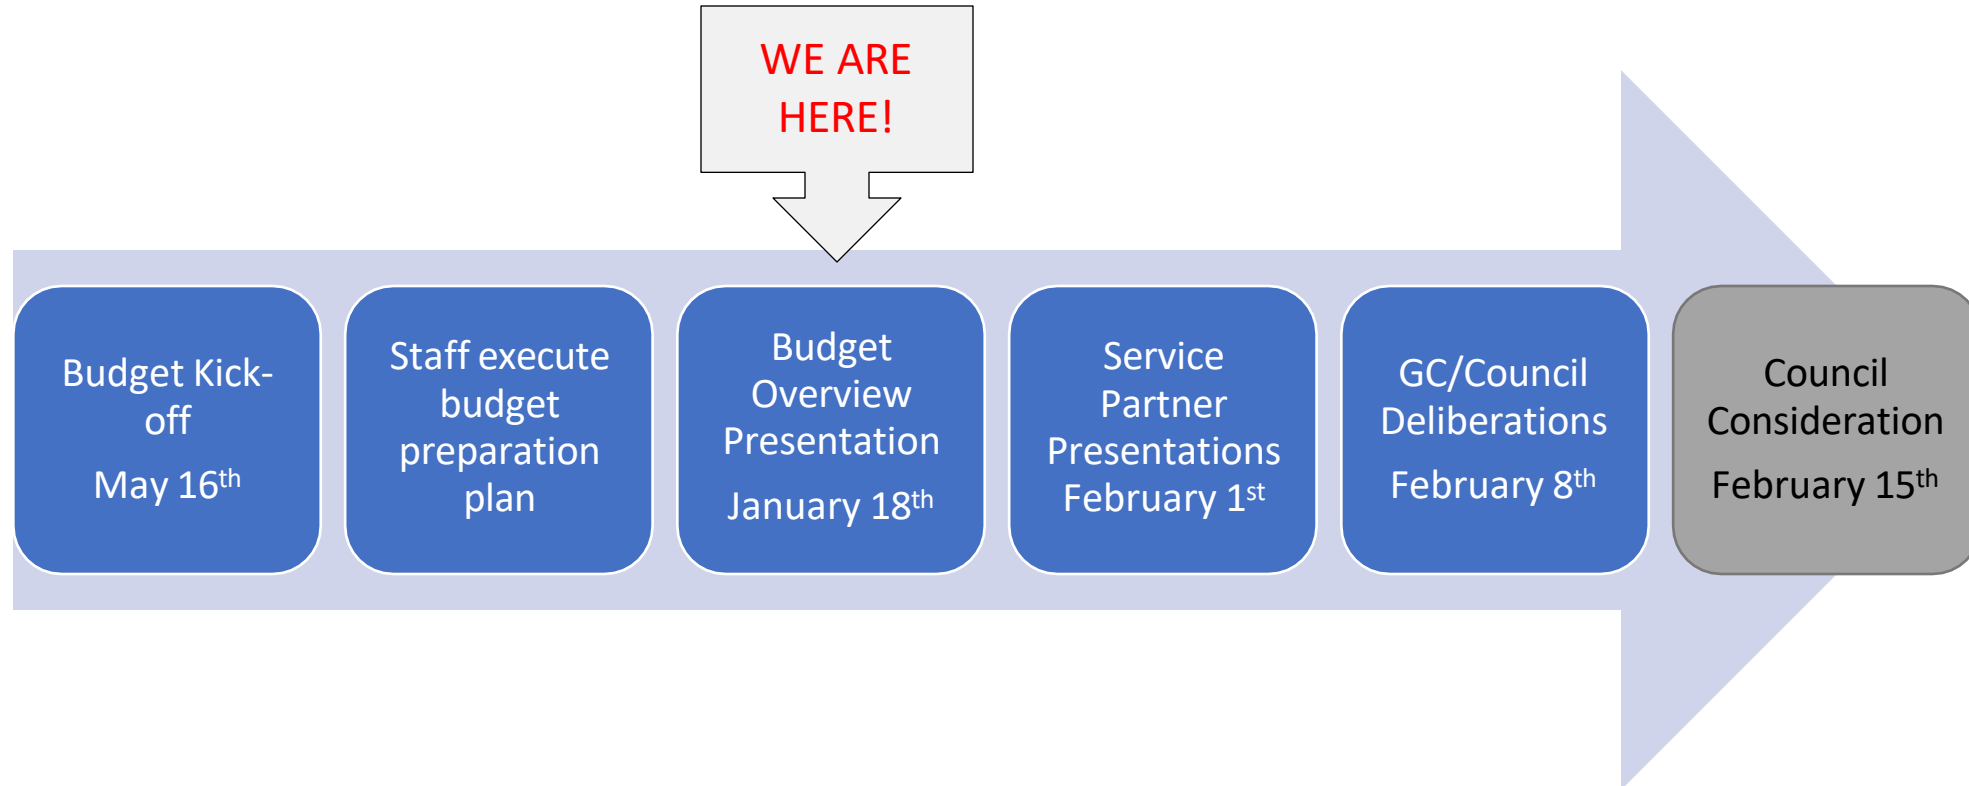 WE ARE
HERE!
Budget Kick-
off
May 16th
Staff execute
budget
preparation
plan
Budget
Overview
Presentation
January 18th
Service
Partner
Presentations
February 1st
GC/Council
Deliberations
February 8th
Council
Consideration
February 15th